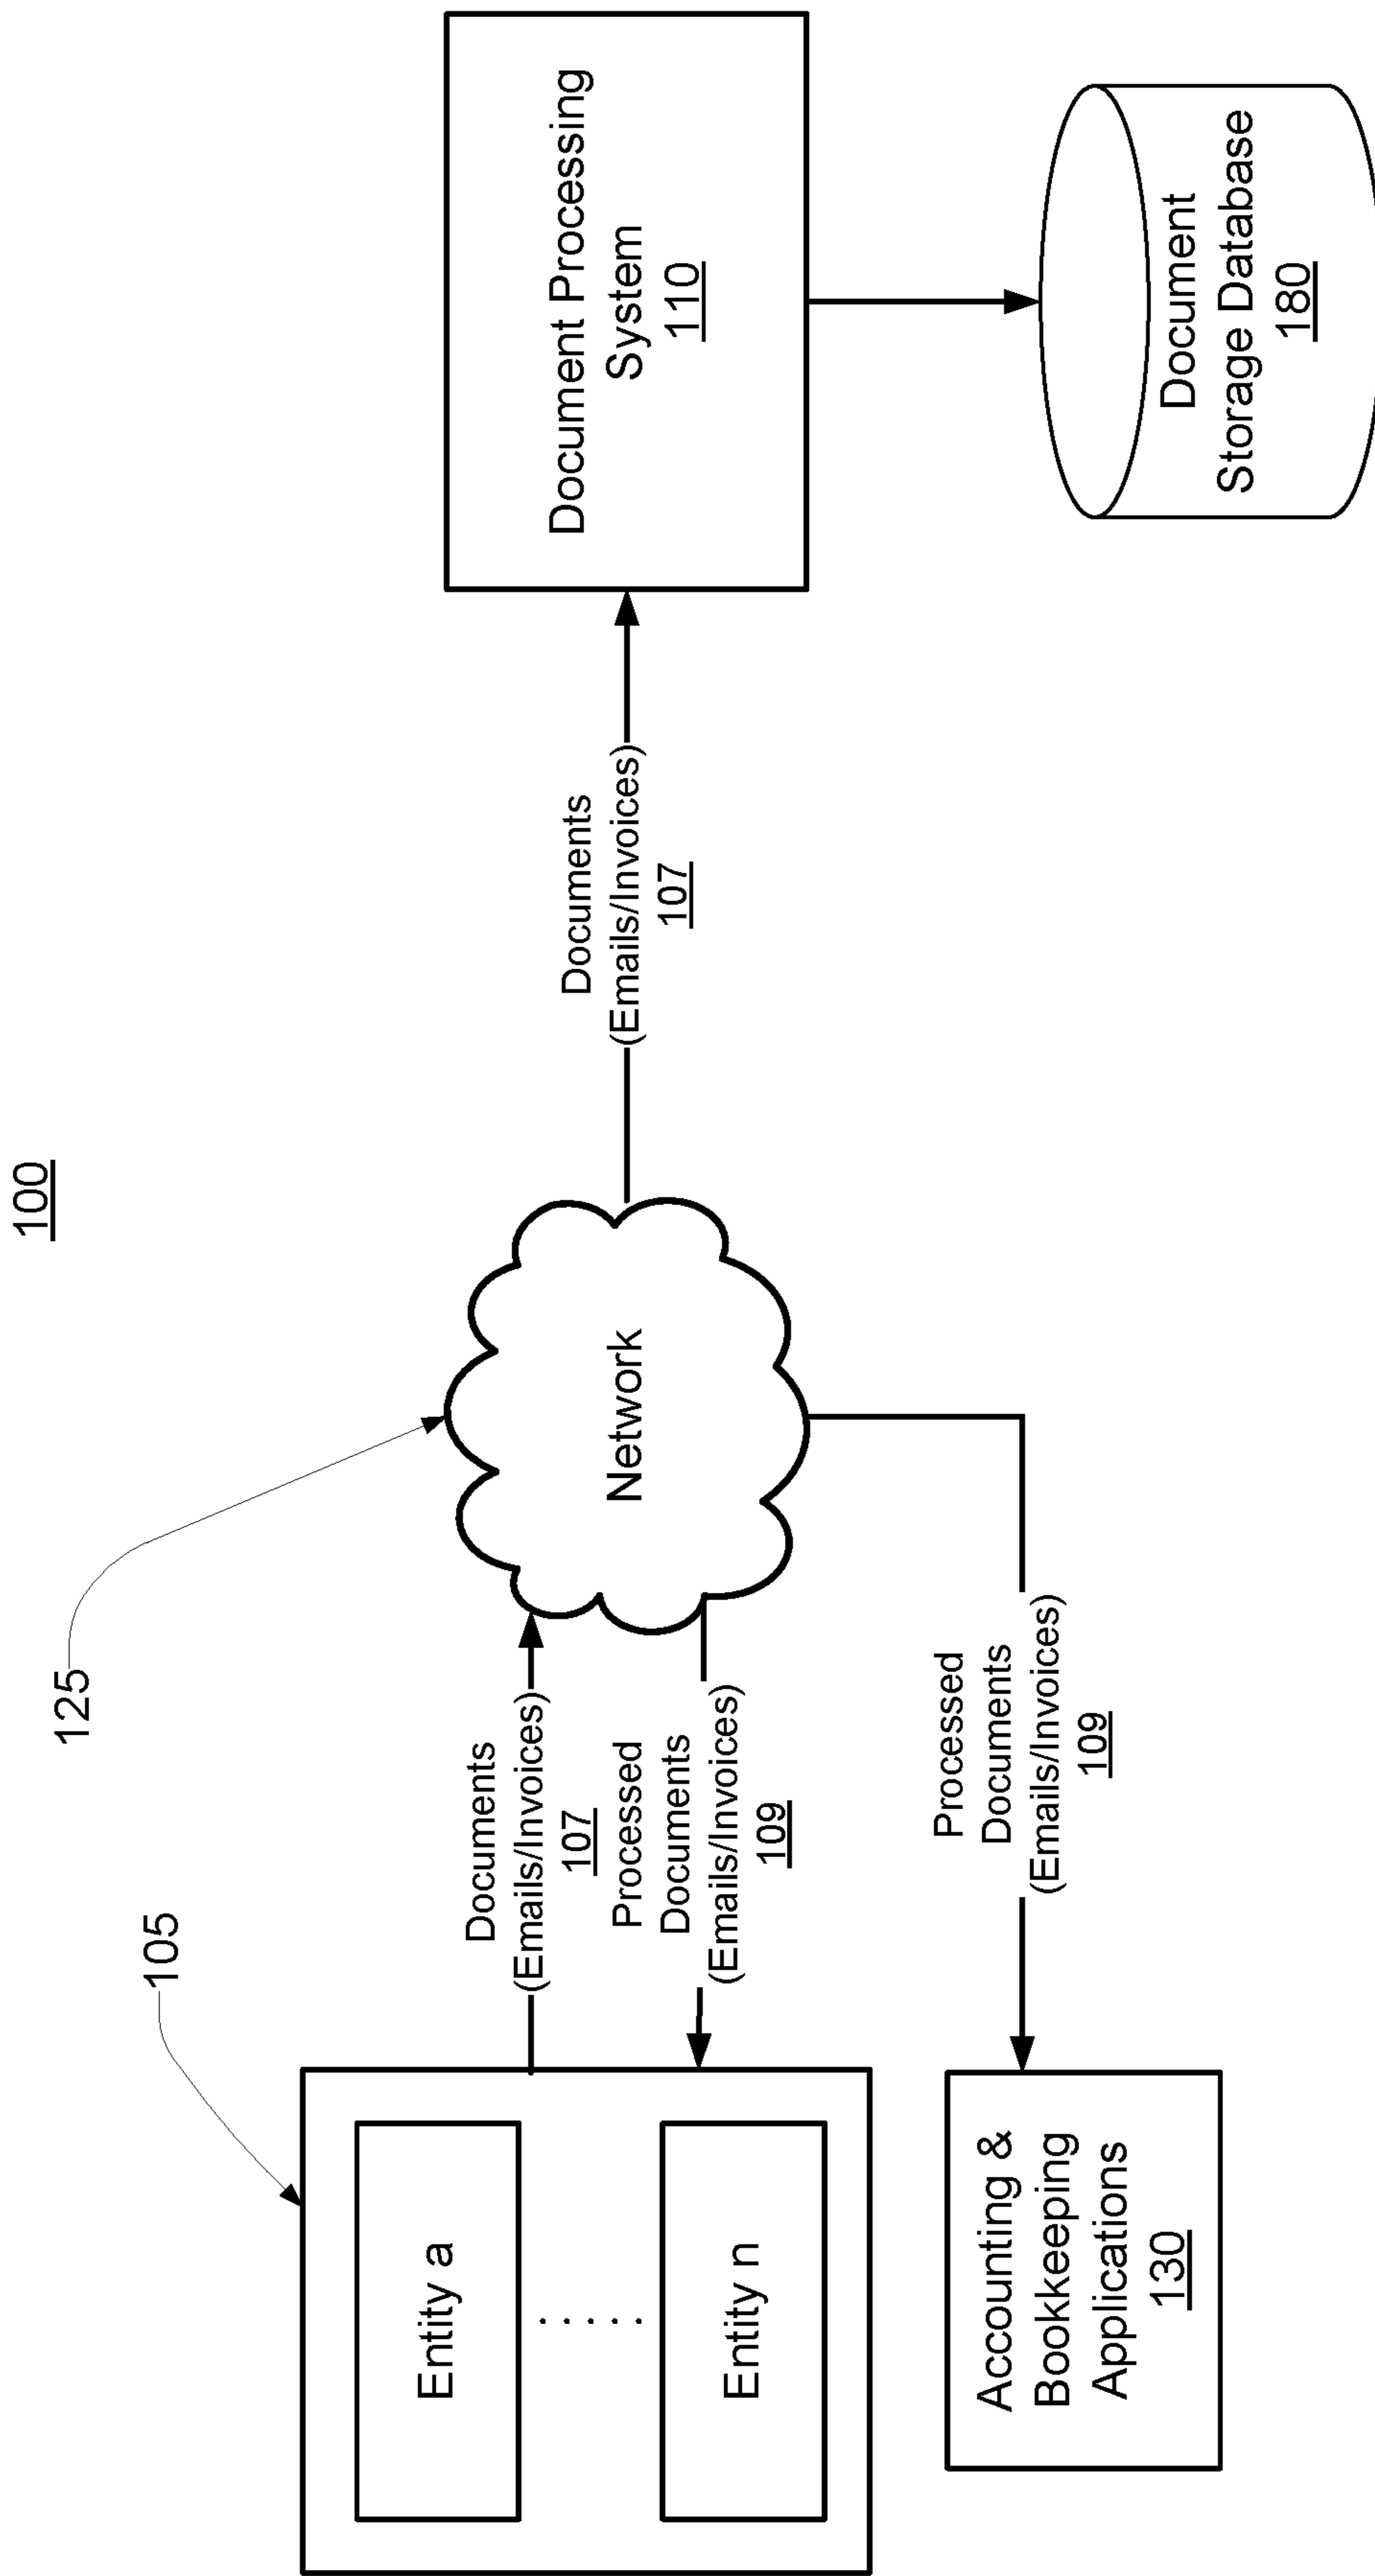 100
125
105
Entity a
. . . . .
Entity n
Documents
(Emails/Invoices)
107
Processed
Documents
(Emails/Invoices)
109
Network
Documents
(Emails/Invoices)
107
Document Processing
System
110
Accounting &
Bookkeeping
Applications
130
Processed
Documents
(Emails/Invoices)
109
Document
Storage Database
180